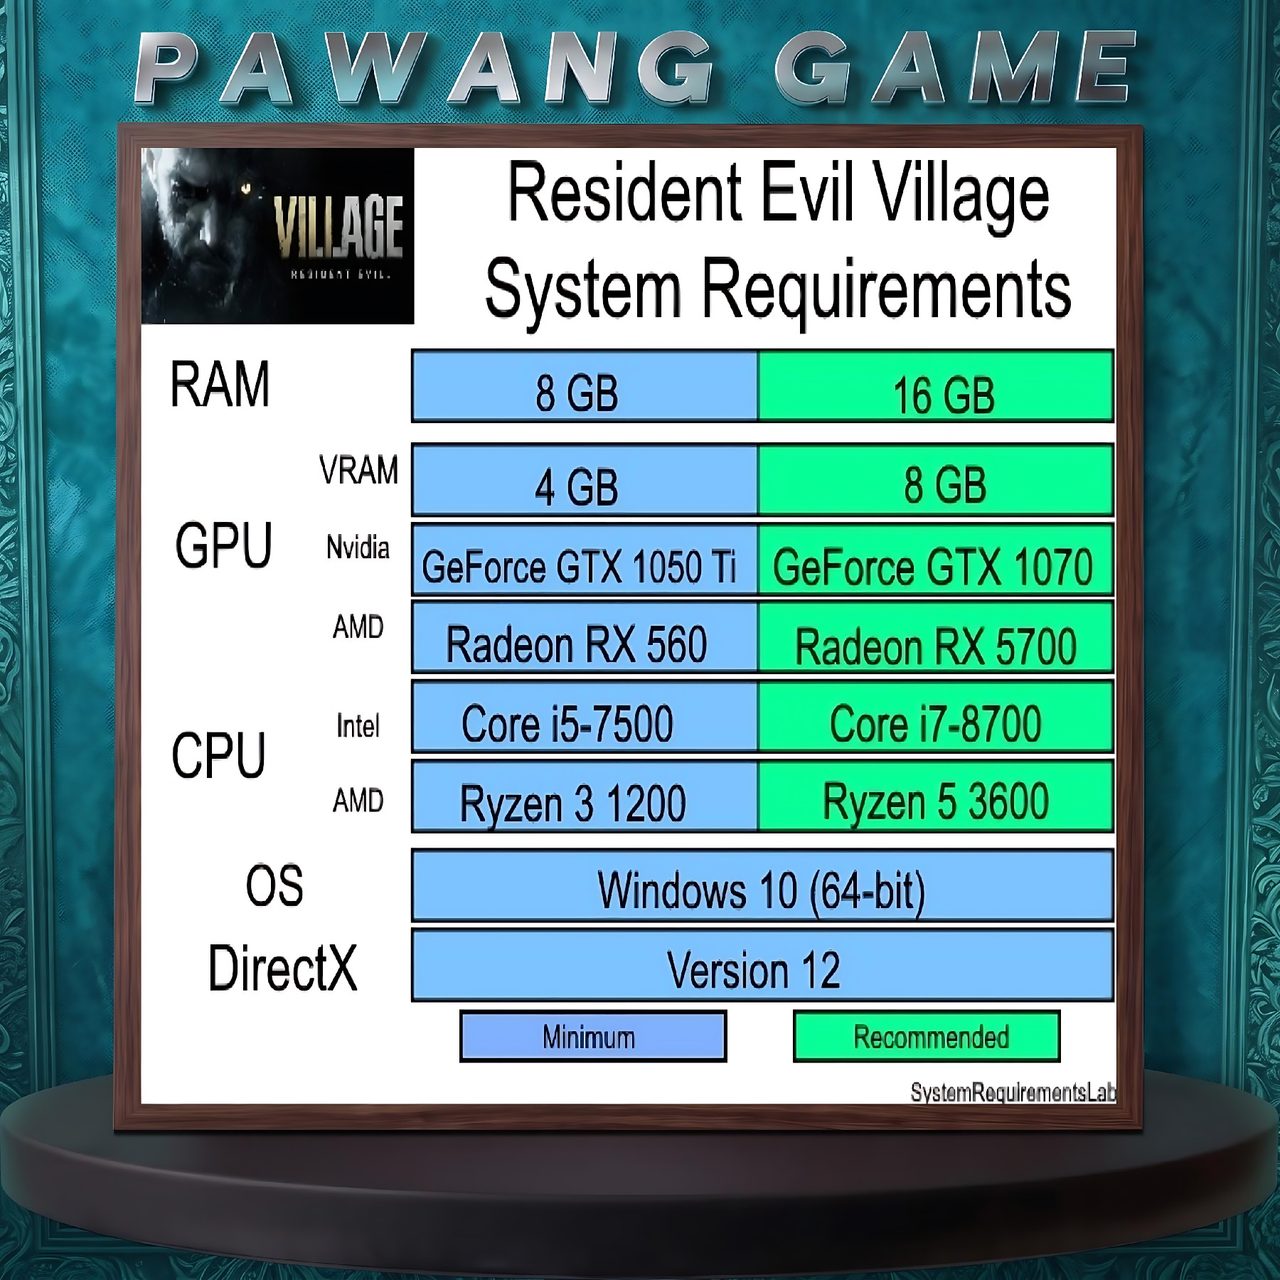 PAWANG GAME
VILLAGE
RESIDENT EVIL
Resident Evil Village
System Requirements
RAM
8 GB
16 GB
GPU
VRAM
4 GB
8 GB
Nvidia
GeForce GTX 1050 Ti
GeForce GTX 1070
AMD
Radeon RX 560
Radeon RX 5700
CPU
Intel
Core i5-7500
Core i7-8700
AMD
Ryzen 3 1200
Ryzen 5 3600
OS
Windows 10 (64-bit)
DirectX
Version 12
Minimum
Recommended
SystemRequirementsLab